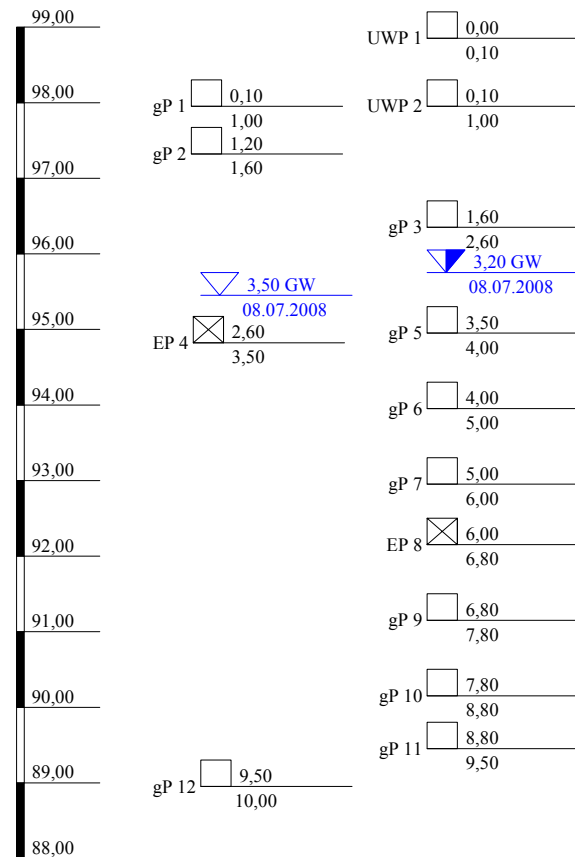 99,00
UWP 1 0,00
0,10
98,00
gP 1 0,10
1,00
UWP 2 0,10
1,00
gP 2 1,20
1,60
97,00
gP 3 1,60
2,60
96,00
3,20 GW
08.07.2008
3,50 GW
08.07.2008
95,00
EP 4 2,60
3,50
gP 5 3,50
4,00
94,00
gP 6 4,00
5,00
93,00
gP 7 5,00
6,00
92,00
EP 8 6,00
6,80
91,00
gP 9 6,80
7,80
90,00
gP 10 7,80
8,80
gP 11 8,80
9,50
89,00
gP 12 9,50
10,00
88,00